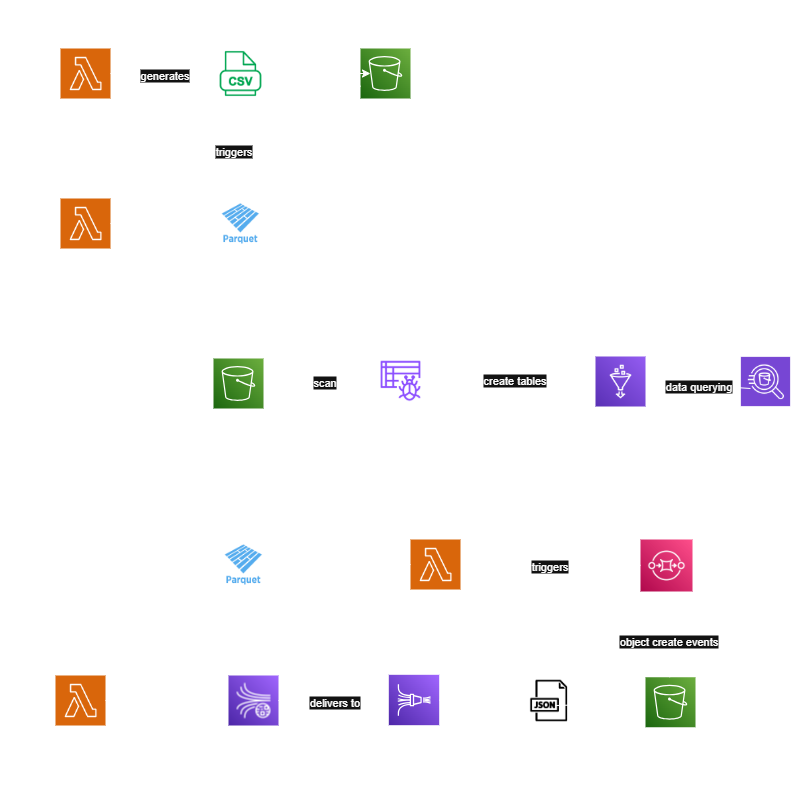 generates
CSV
triggers
Parquet
scan
create tables
data querying
Parquet
triggers
object create events
delivers to
JSON